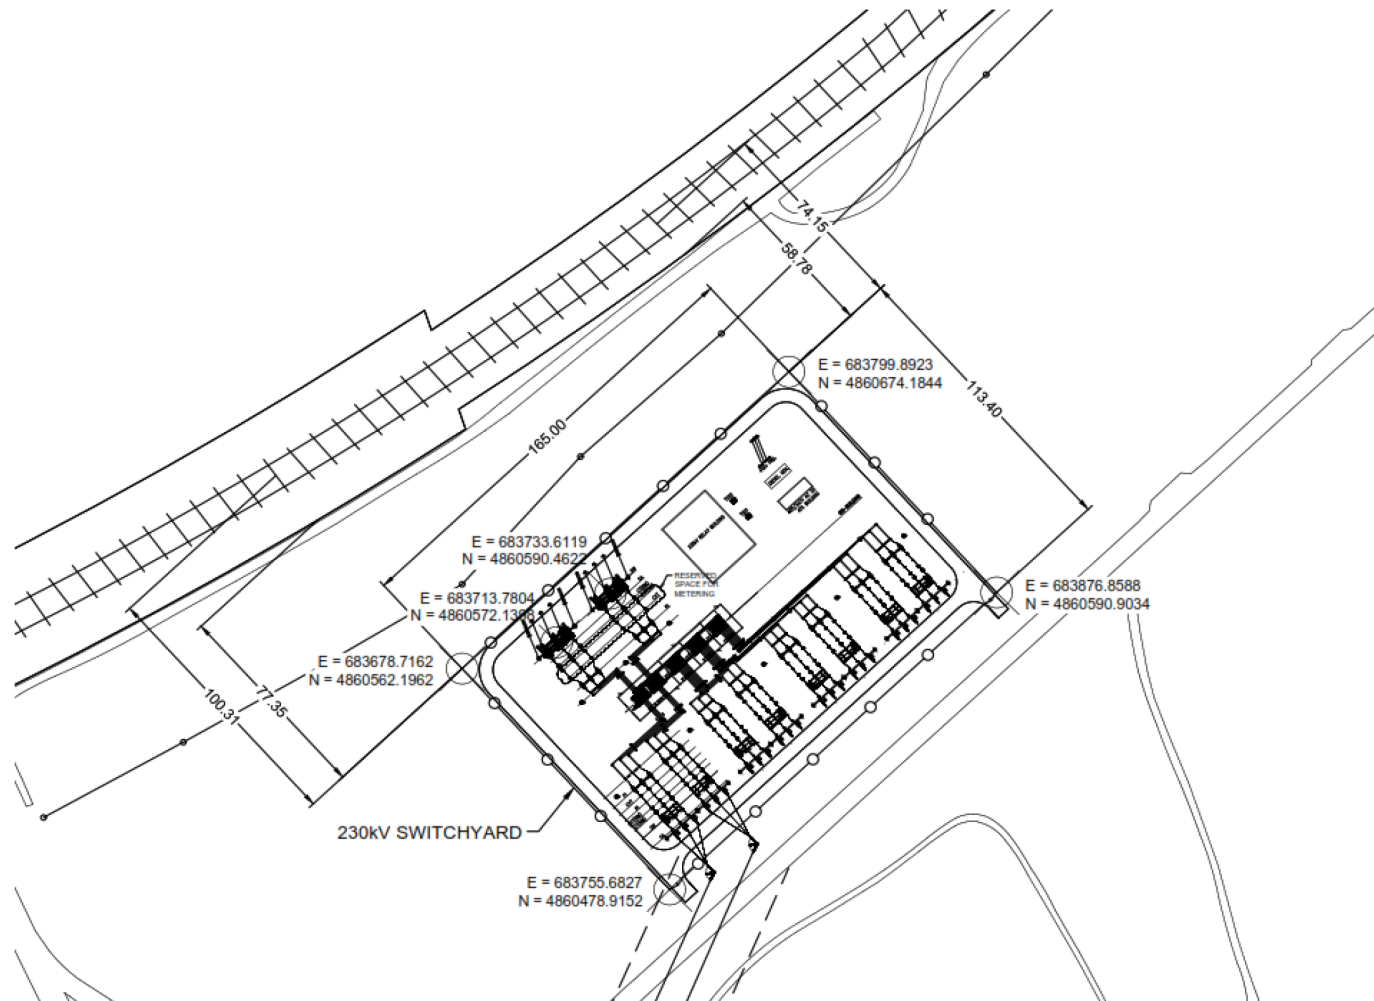 74.15
58.78
E = 683799.8923
N = 4860674.1844
113.40
165.00
E = 683733.6119
N = 4860590.4622
RESERVED
SPACE FOR
METERING
E = 683713.7804
N = 4860572.1398
E = 683876.8588
N = 4860590.9034
E = 683678.7162
N = 4860562.1962
77.35
100.31
230kV SWITCHYARD
E = 683755.6827
N = 4860478.9152